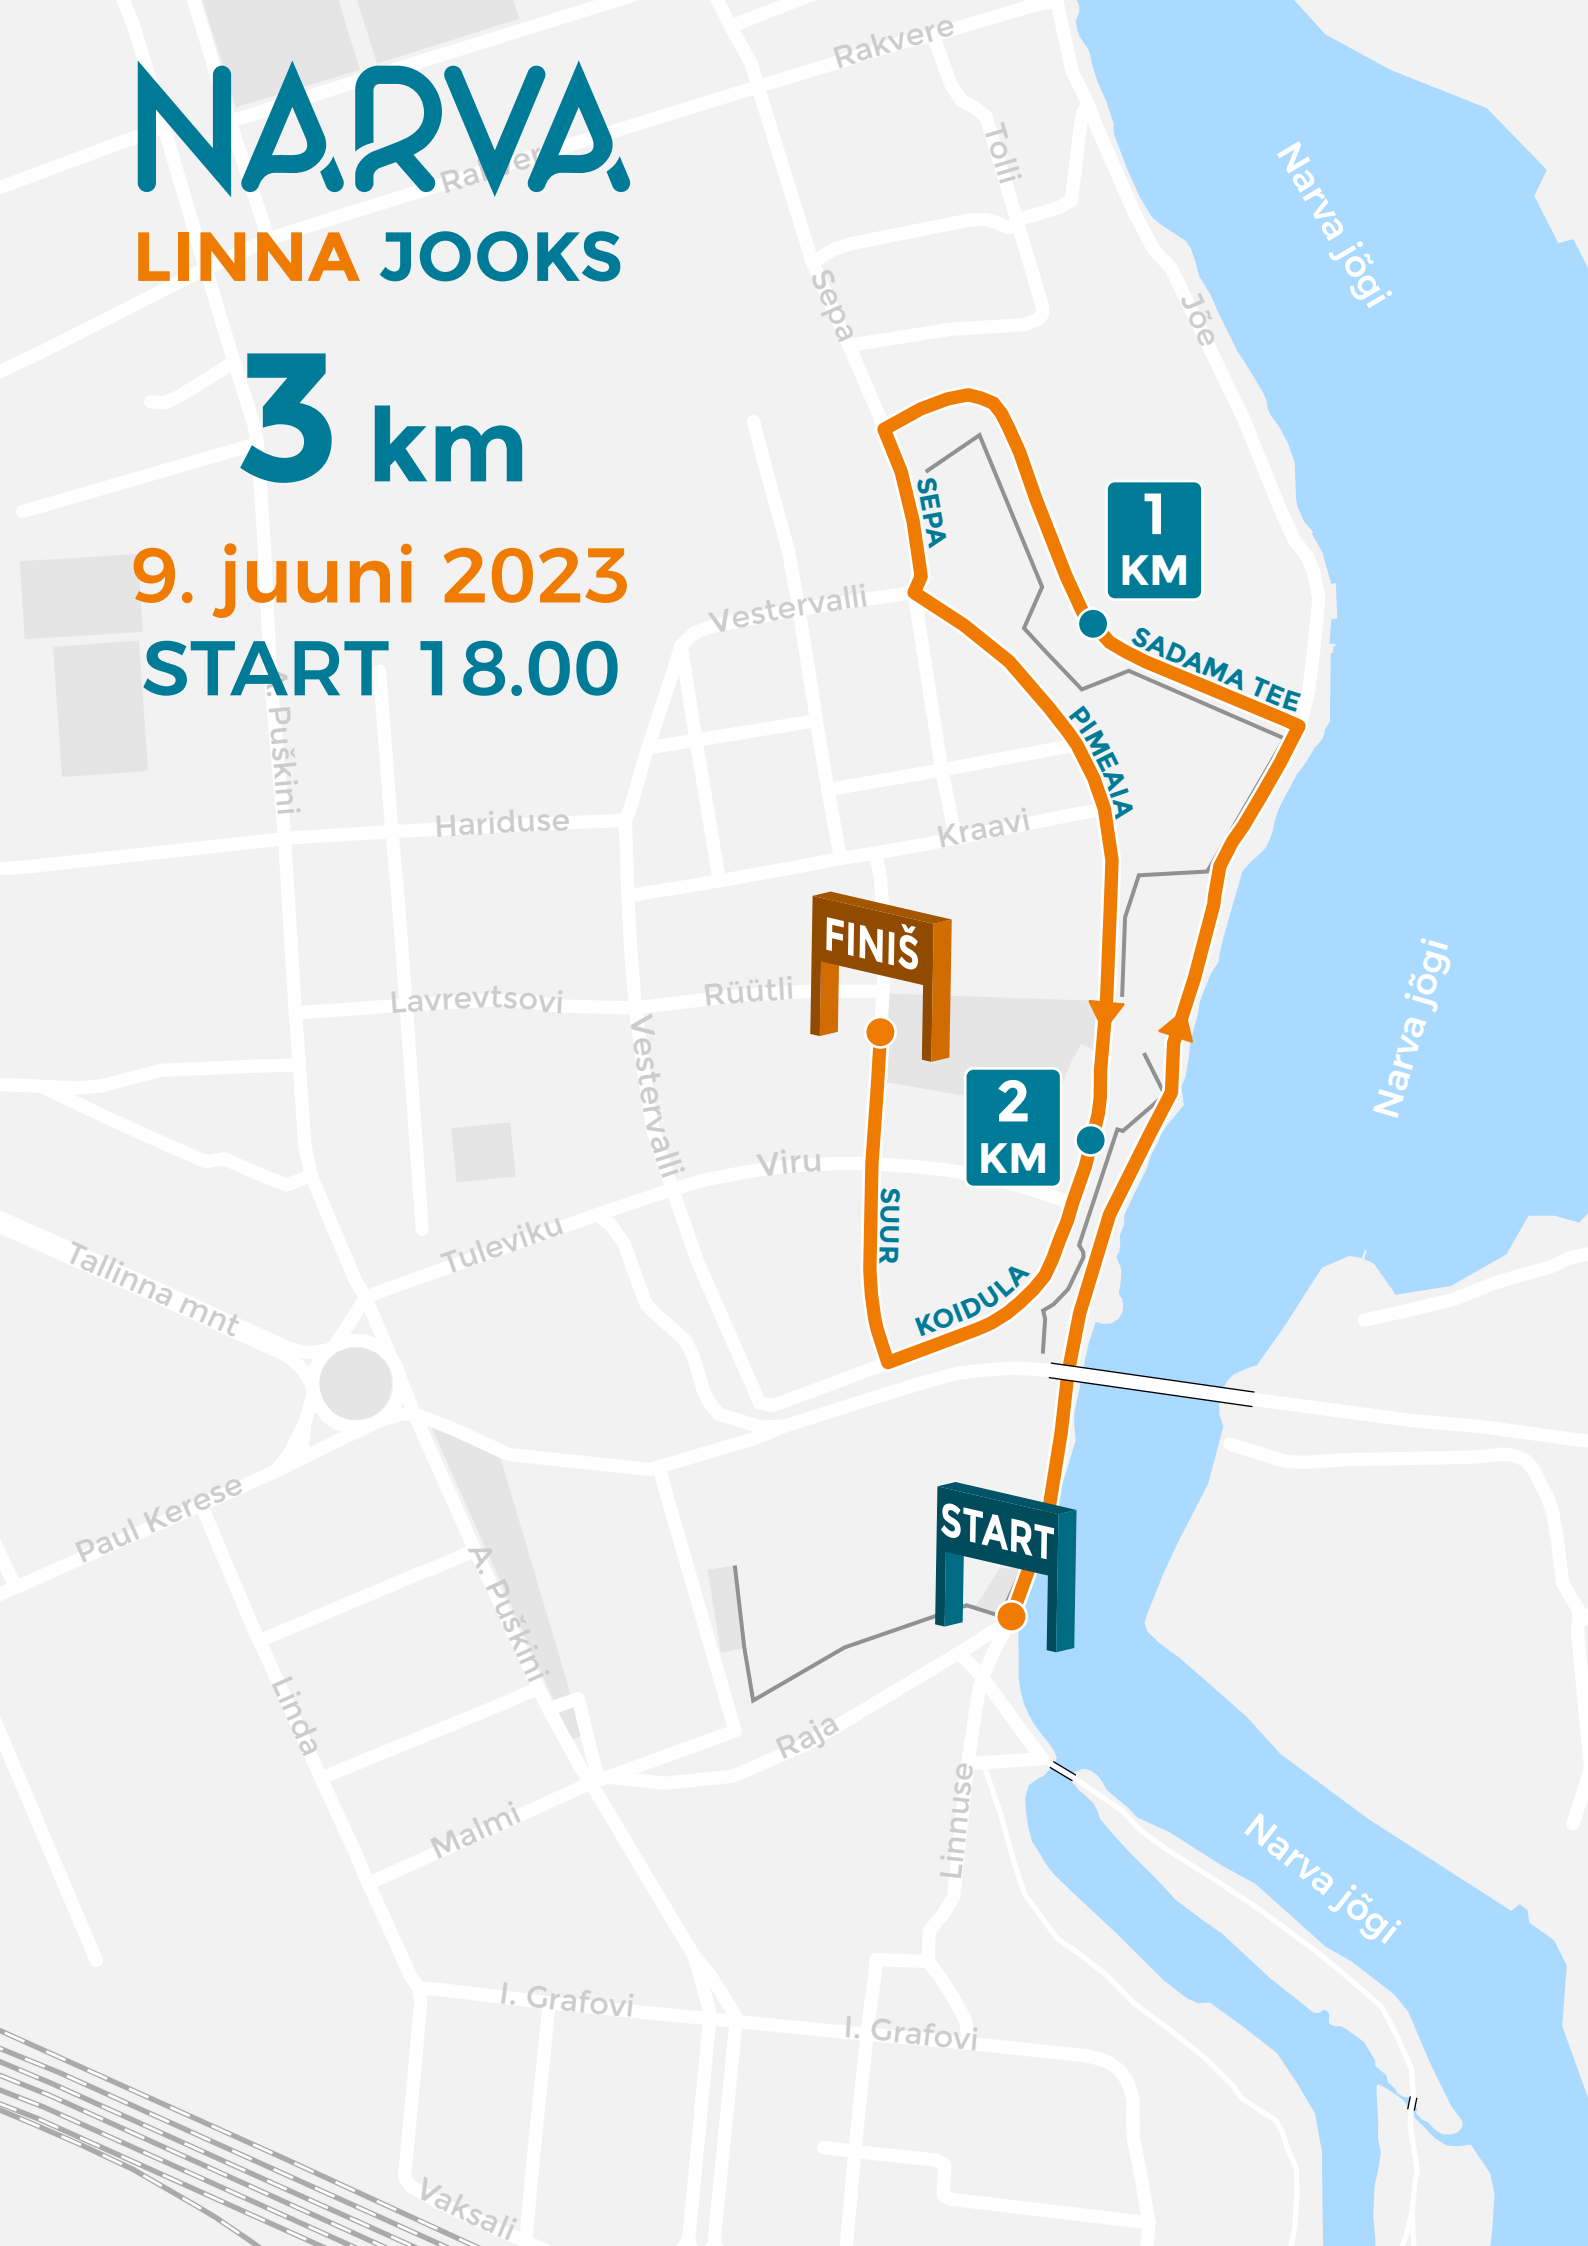 NARVA
LINNA JOOKS
3 km
9. juuni 2023
START 18.00
Rakvere
Rakvere
Tolli
Narva jõgi
Sepa
Jõe
SEPA
1
KM
Vestervalli
SADAMA TEE
A. Puškini
PIMEAIA
Hariduse
Kraavi
FINIŠ
Lavrevtsovi
Rüütli
Narva jõgi
Vestervalli
2
KM
Viru
SUUR
Tuleviku
Tallinna mnt
KOIDULA
Paul Kerese
START
A. Puškini
Linda
Raja
Linnuse
Malmi
Narva jõgi
I. Grafovi
I. Grafovi
Vaksali